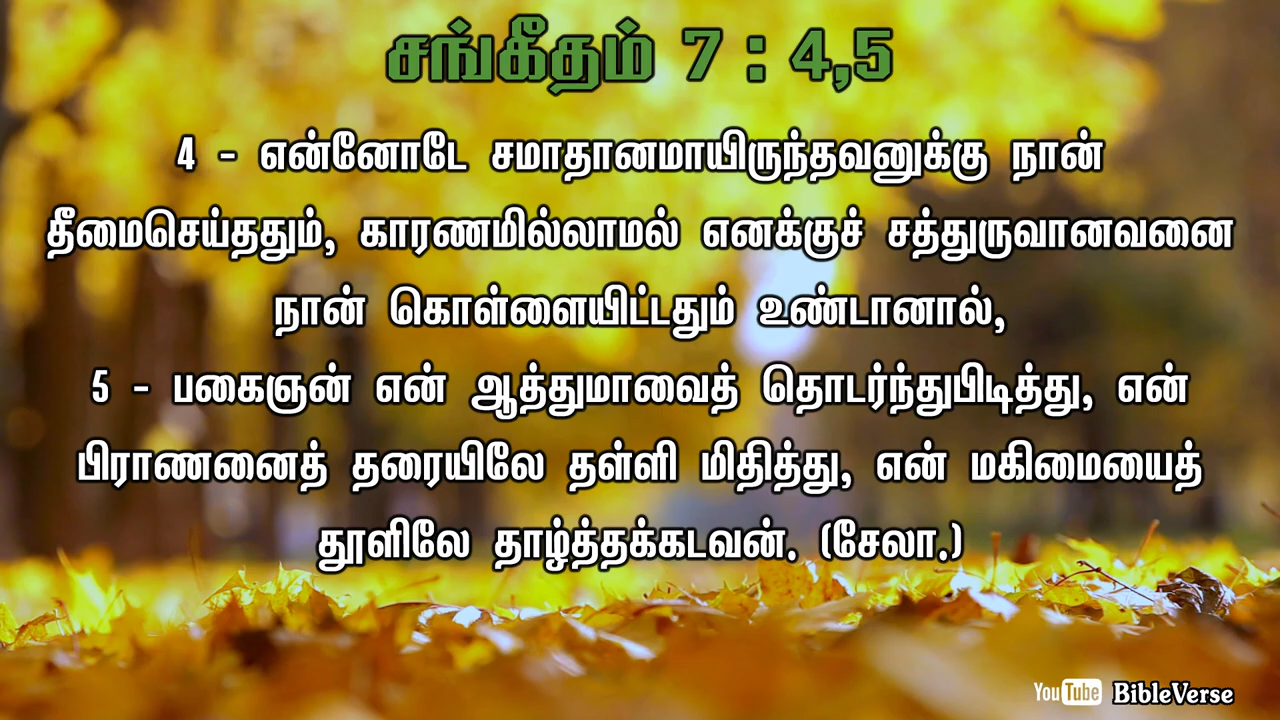 சங்கீதம் 7 : 4,5
4 - என்னோடே சமாதானமாயிருந்தவனுக்கு நான்
தீமைசெய்ததும், காரணமில்லாமல் எனக்குச் சத்துருவானவனை
நான் கொள்ளையிட்டதும் உண்டானால்,
5 - பகைஞன் என் ஆத்துமாவைத் தொடர்ந்துபிடித்து, என்
பிராணனைத் தரையிலே தள்ளி மிதித்து, என் மகிமையைத்
தூளிலே தாழ்த்தக்கடவன். (சேலா.)
YouTube BibleVerse